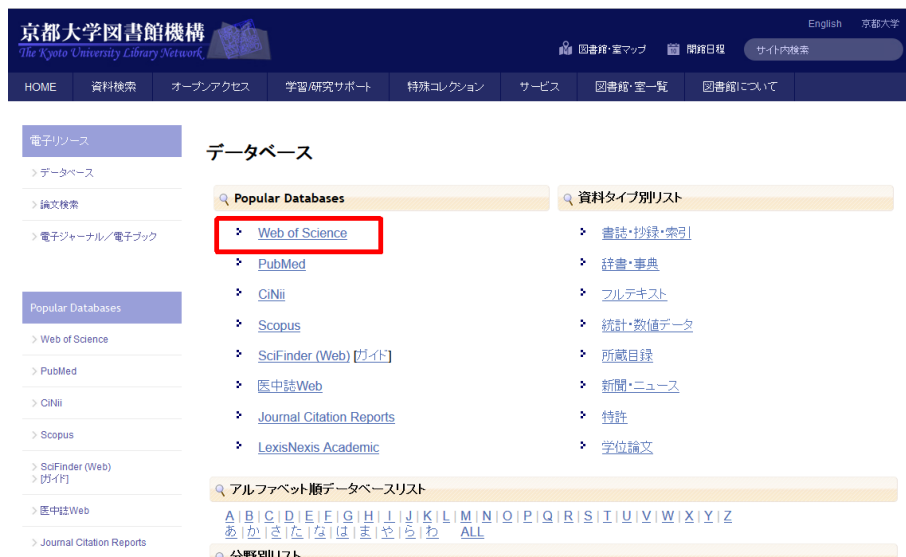 京都大学図書館機構
The Kyoto University Library Network
English 京都大学
図書館・室マップ 開館日程 サイト内検索
HOME 資料検索 オープンアクセス 学習/研究サポート 特殊コレクション サービス 図書館・室一覧 図書館について
電子リソース
データベース
論文検索
電子ジャーナル／電子ブック
Popular Databases
Web of Science
PubMed
CiNii
Scopus
SciFinder (Web)
[ガイド]
医中誌Web
Journal Citation Reports
データベース
Popular Databases
Web of Science
PubMed
CiNii
Scopus
SciFinder (Web) [ガイド]
医中誌Web
Journal Citation Reports
LexisNexis Academic
資料タイプ別リスト
書誌・抄録・索引
辞書・事典
フルテキスト
統計・数値データ
所蔵目録
新聞・ニュース
特許
学位論文
アルファベット順データベースリスト
A | B | C | D | E | F | G | H | I | J | K | L | M | N | O | P | Q | R | S | T | U | V | W | X | Y | Z
あ | か | さ | た | な | は | ま | や | ら | わ ALL
分野別リスト